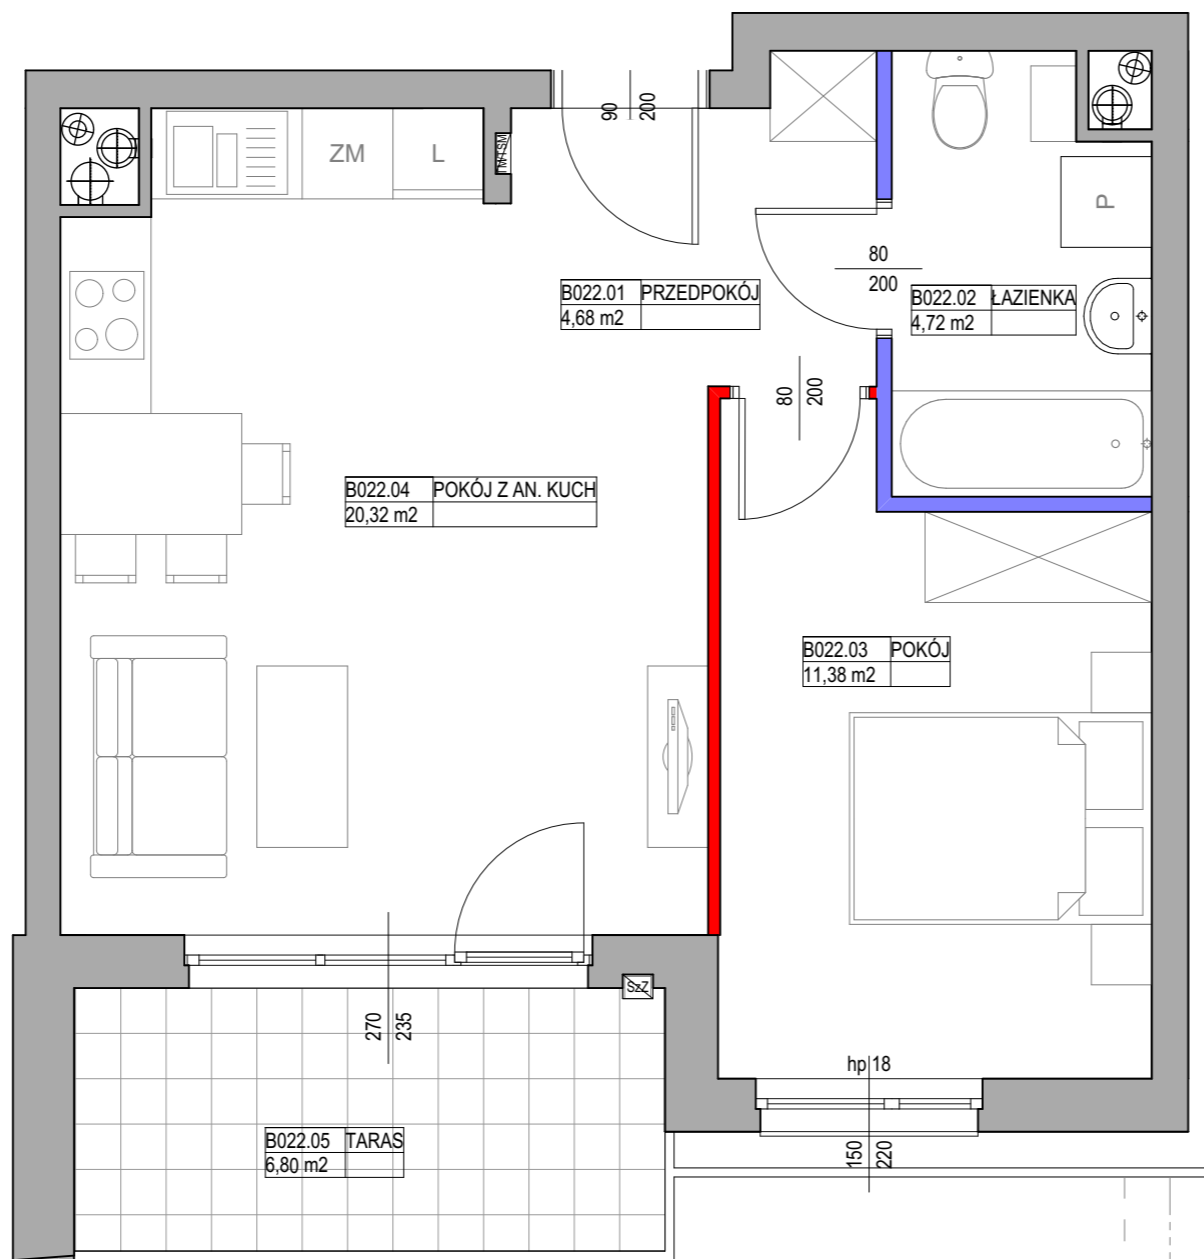 90
200
ZM
L
TM i SM
P
80
200
B022.01 PRZEDPOKÓJ
4,68 m2
B022.02 ŁAZIENKA
4,72 m2
80
200
B022.04 POKÓJ Z AN. KUCH
20,32 m2
B022.03 POKÓJ
11,38 m2
SzZ
270
235
hp 18
B022.05 TARAS
6,80 m2
150
220